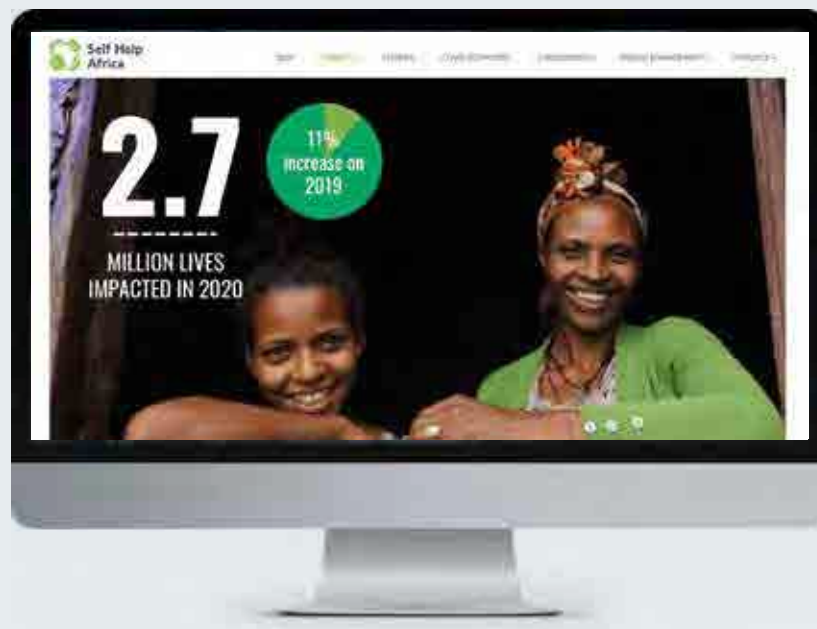 Self Help
Africa
2.7
11%
increase on
2019
MILLION LIVES
IMPACTED IN 2020